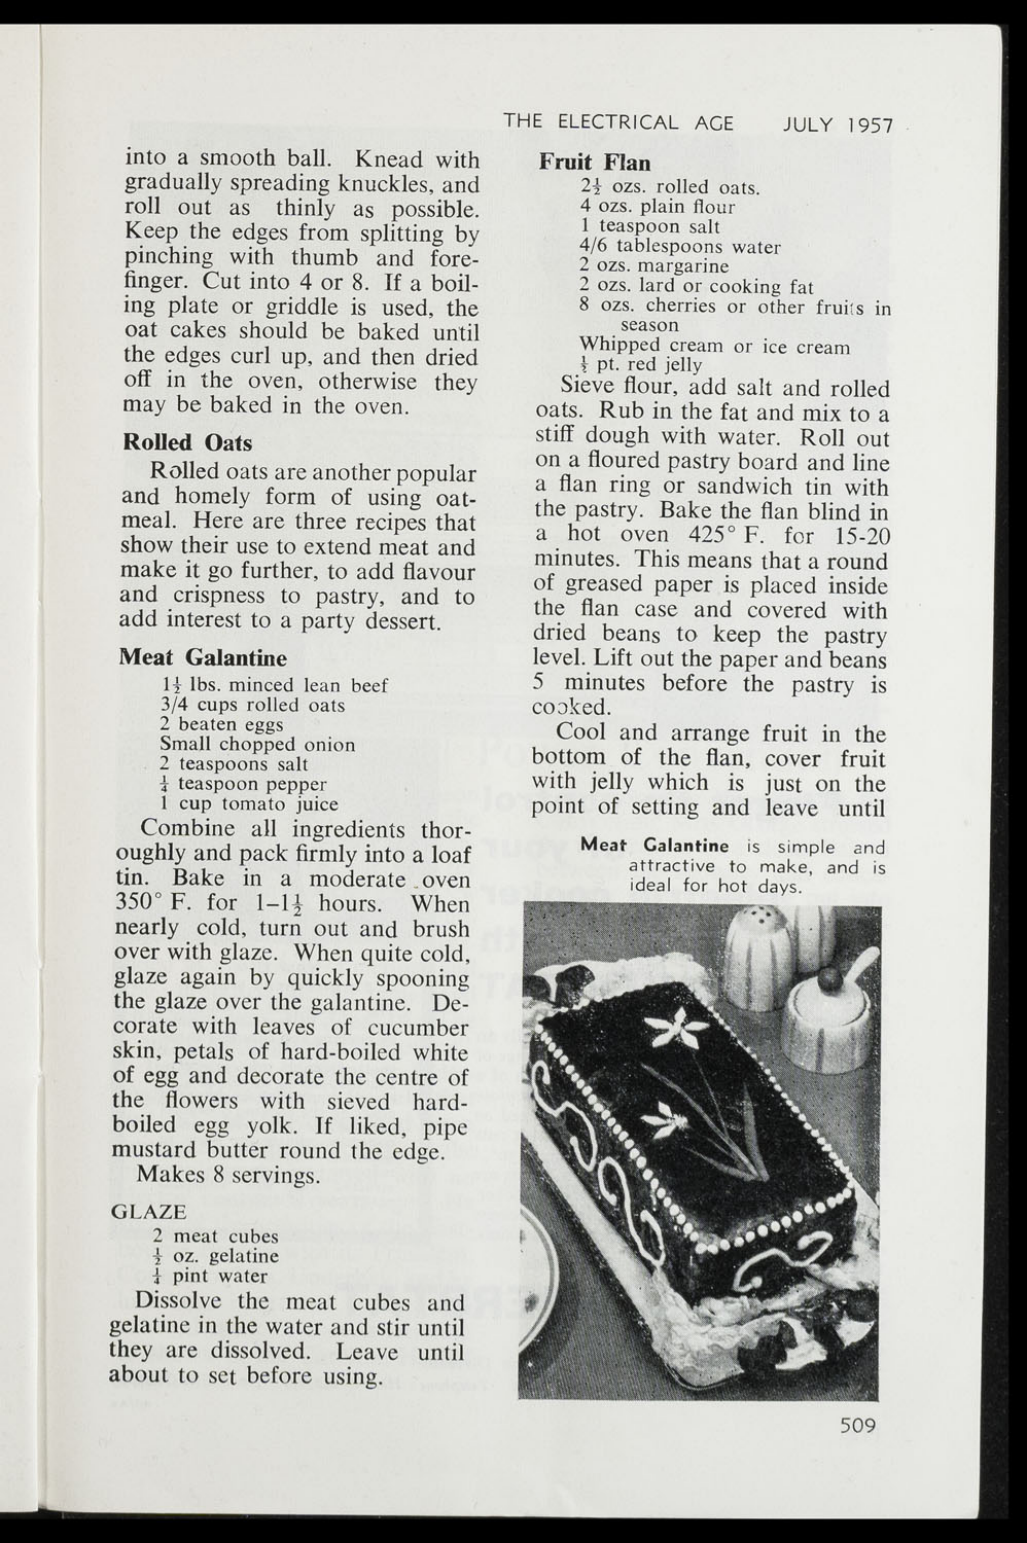 THE ELECTRICAL AGE JULY 1957
into a smooth ball. Knead with
gradually spreading knuckles, and
roll out as thinly as possible.
Keep the edges from splitting by
pinching with thumb and fore-
finger. Cut into 4 or 8. If a boil-
ing plate or griddle is used, the
oat cakes should be baked until
the edges curl up, and then dried
off in the oven, otherwise they
may be baked in the oven.
Rolled Oats
Rolled oats are another popular
and homely form of using oat-
meal. Here are three recipes that
show their use to extend meat and
make it go further, to add flavour
and crispness to pastry, and to
add interest to a party dessert.
Meat Galantine
1½ lbs. minced lean beef
3/4 cups rolled oats
2 beaten eggs
Small chopped onion
2 teaspoons salt
¼ teaspoon pepper
1 cup tomato juice
Combine all ingredients thor-
oughly and pack firmly into a loaf
tin. Bake in a moderate oven
350° F. for 1–1½ hours. When
nearly cold, turn out and brush
over with glaze. When quite cold,
glaze again by quickly spooning
the glaze over the galantine. De-
corate with leaves of cucumber
skin, petals of hard-boiled white
of egg and decorate the centre of
the flowers with sieved hard-
boiled egg yolk. If liked, pipe
mustard butter round the edge.
Makes 8 servings.
GLAZE
2 meat cubes
½ oz. gelatine
¼ pint water
Dissolve the meat cubes and
gelatine in the water and stir until
they are dissolved. Leave until
about to set before using.
Fruit Flan
2½ ozs. rolled oats.
4 ozs. plain flour
1 teaspoon salt
4/6 tablespoons water
2 ozs. margarine
2 ozs. lard or cooking fat
8 ozs. cherries or other fruits in
season
Whipped cream or ice cream
½ pt. red jelly
Sieve flour, add salt and rolled
oats. Rub in the fat and mix to a
stiff dough with water. Roll out
on a floured pastry board and line
a flan ring or sandwich tin with
the pastry. Bake the flan blind in
a hot oven 425° F. for 15-20
minutes. This means that a round
of greased paper is placed inside
the flan case and covered with
dried beans to keep the pastry
level. Lift out the paper and beans
5 minutes before the pastry is
cooked.
Cool and arrange fruit in the
bottom of the flan, cover fruit
with jelly which is just on the
point of setting and leave until
Meat Galantine is simple and
attractive to make, and is
ideal for hot days.
509